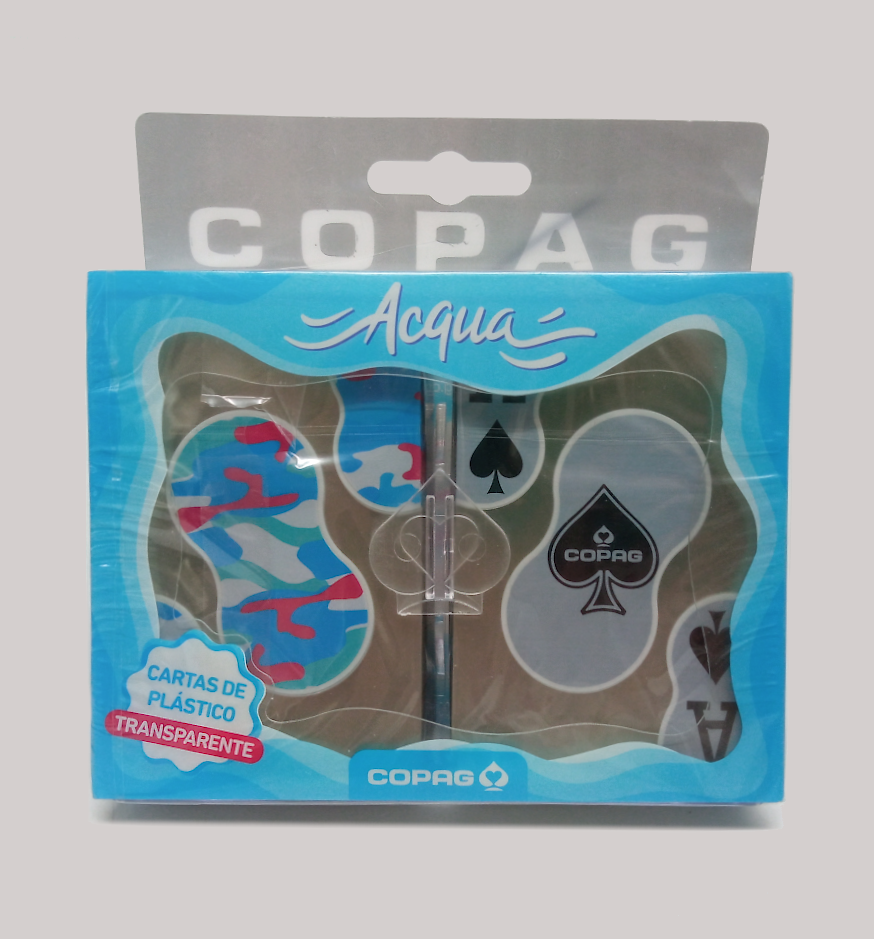 COPAG
Acqua
COPAG
CARTAS DE
PLÁSTICO
TRANSPARENTE
A
COPAG